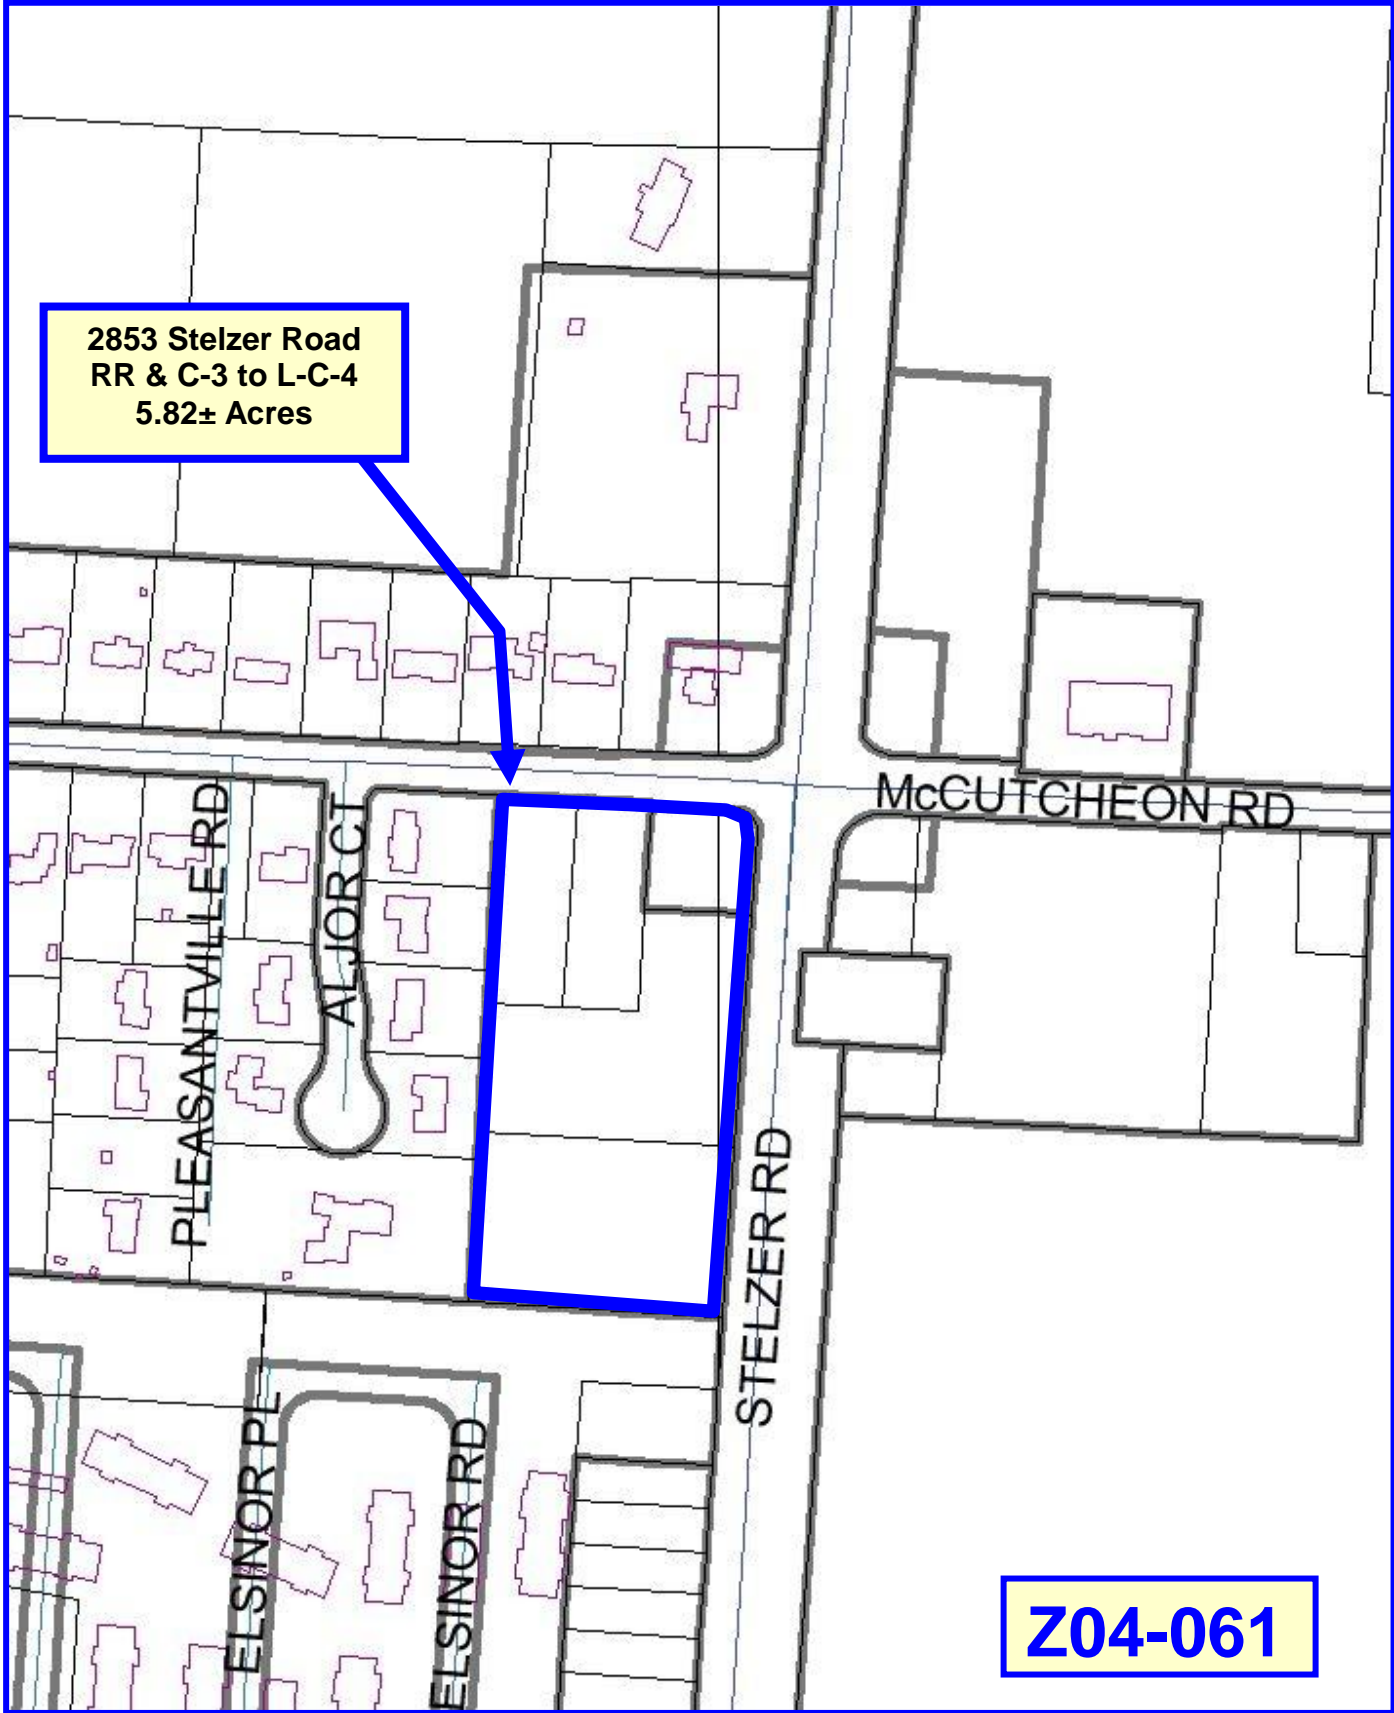 2853 Stelzer Road
RR & C-3 to L-C-4
5.82± Acres
McCUTCHEON RD
PLEASANTVILLE RD
ALJOR CT
STELZER RD
ELSINOR PL
ELSINOR RD
Z04-061